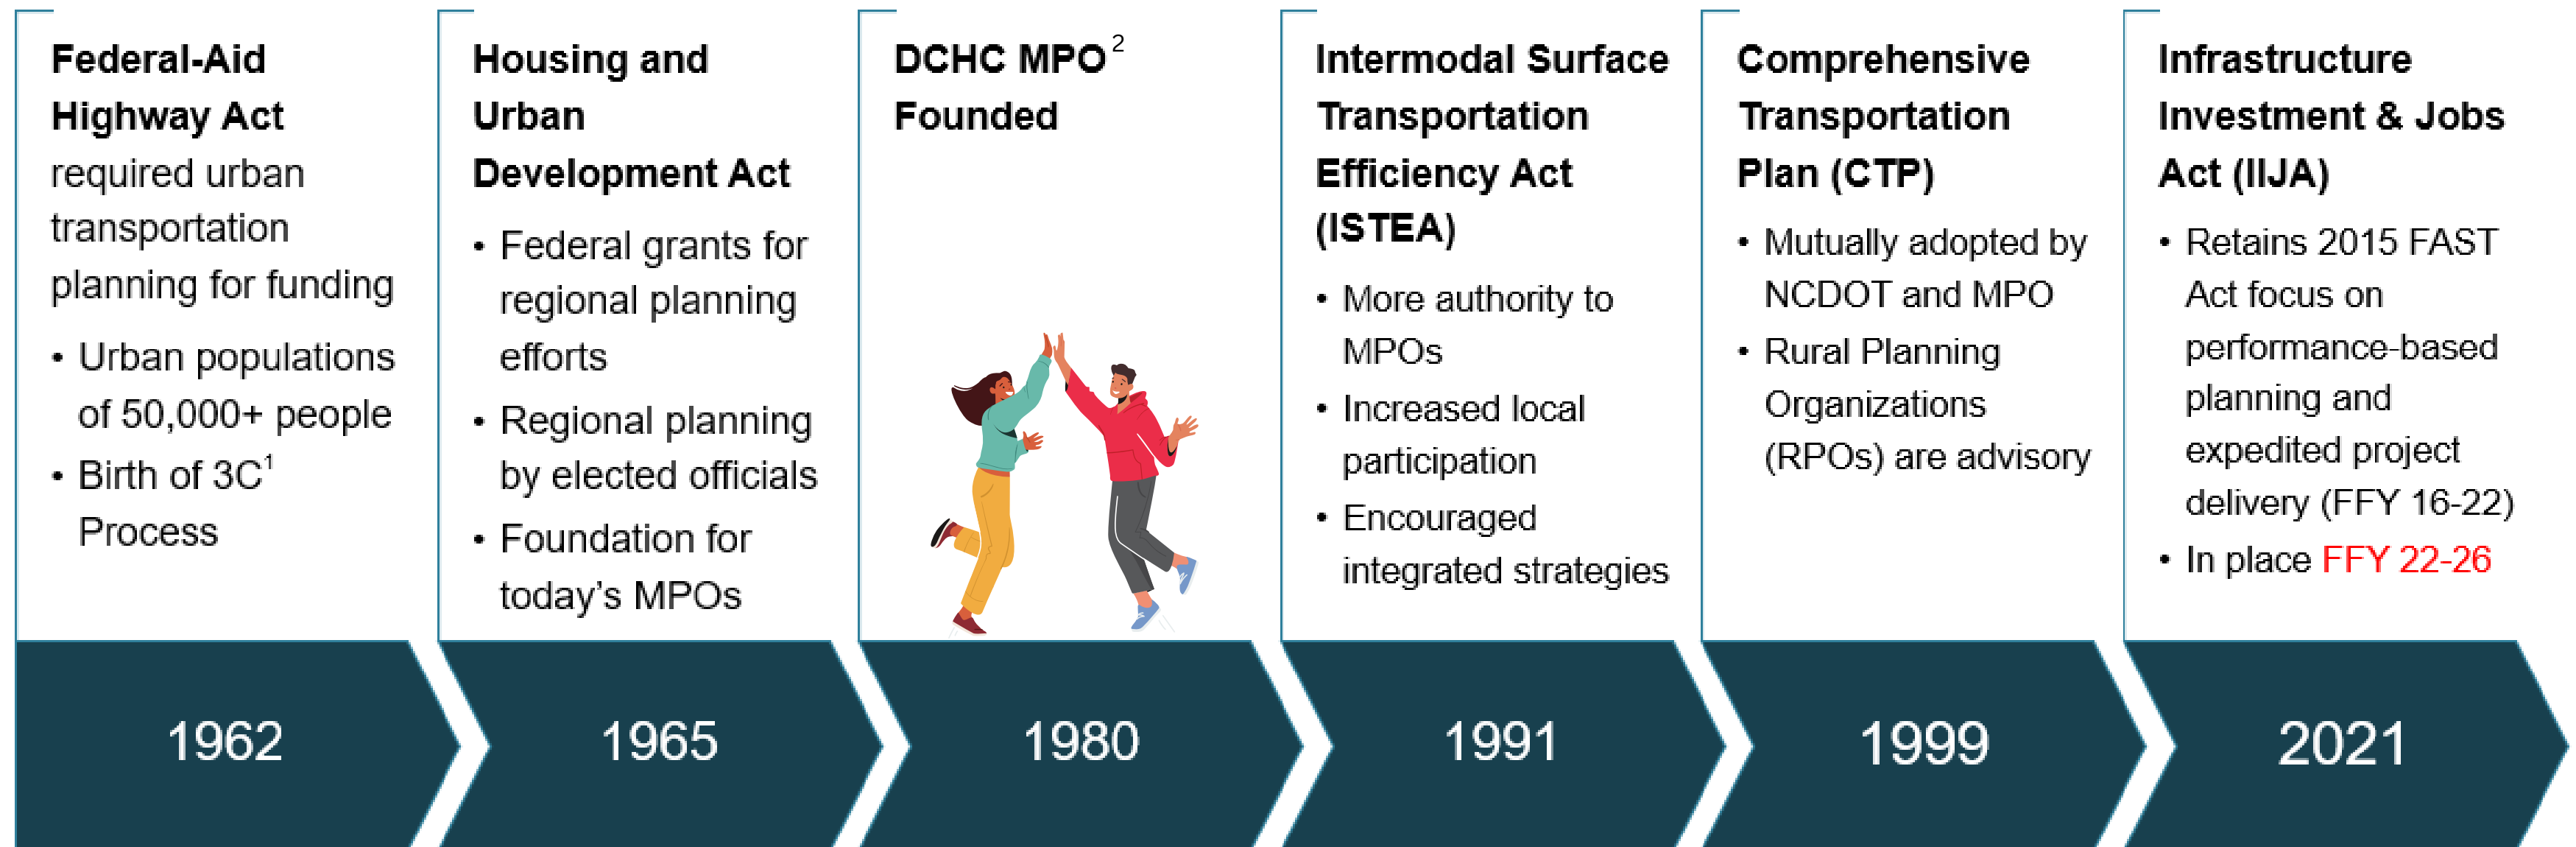 Federal-Aid
Highway Act
required urban
transportation
planning for funding
• Urban populations
of 50,000+ people
• Birth of 3C¹
Process
1962
Housing and
Urban
Development Act
• Federal grants for
regional planning
efforts
• Regional planning
by elected officials
• Foundation for
today’s MPOs
1965
DCHC MPO²
Founded
1980
Intermodal Surface
Transportation
Efficiency Act
(ISTEA)
• More authority to
MPOs
• Increased local
participation
• Encouraged
integrated strategies
1991
Comprehensive
Transportation
Plan (CTP)
• Mutually adopted by
NCDOT and MPO
• Rural Planning
Organizations
(RPOs) are advisory
1999
Infrastructure
Investment & Jobs
Act (IIJA)
• Retains 2015 FAST
Act focus on
performance-based
planning and
expedited project
delivery (FFY 16-22)
• In place FFY 22-26
2021